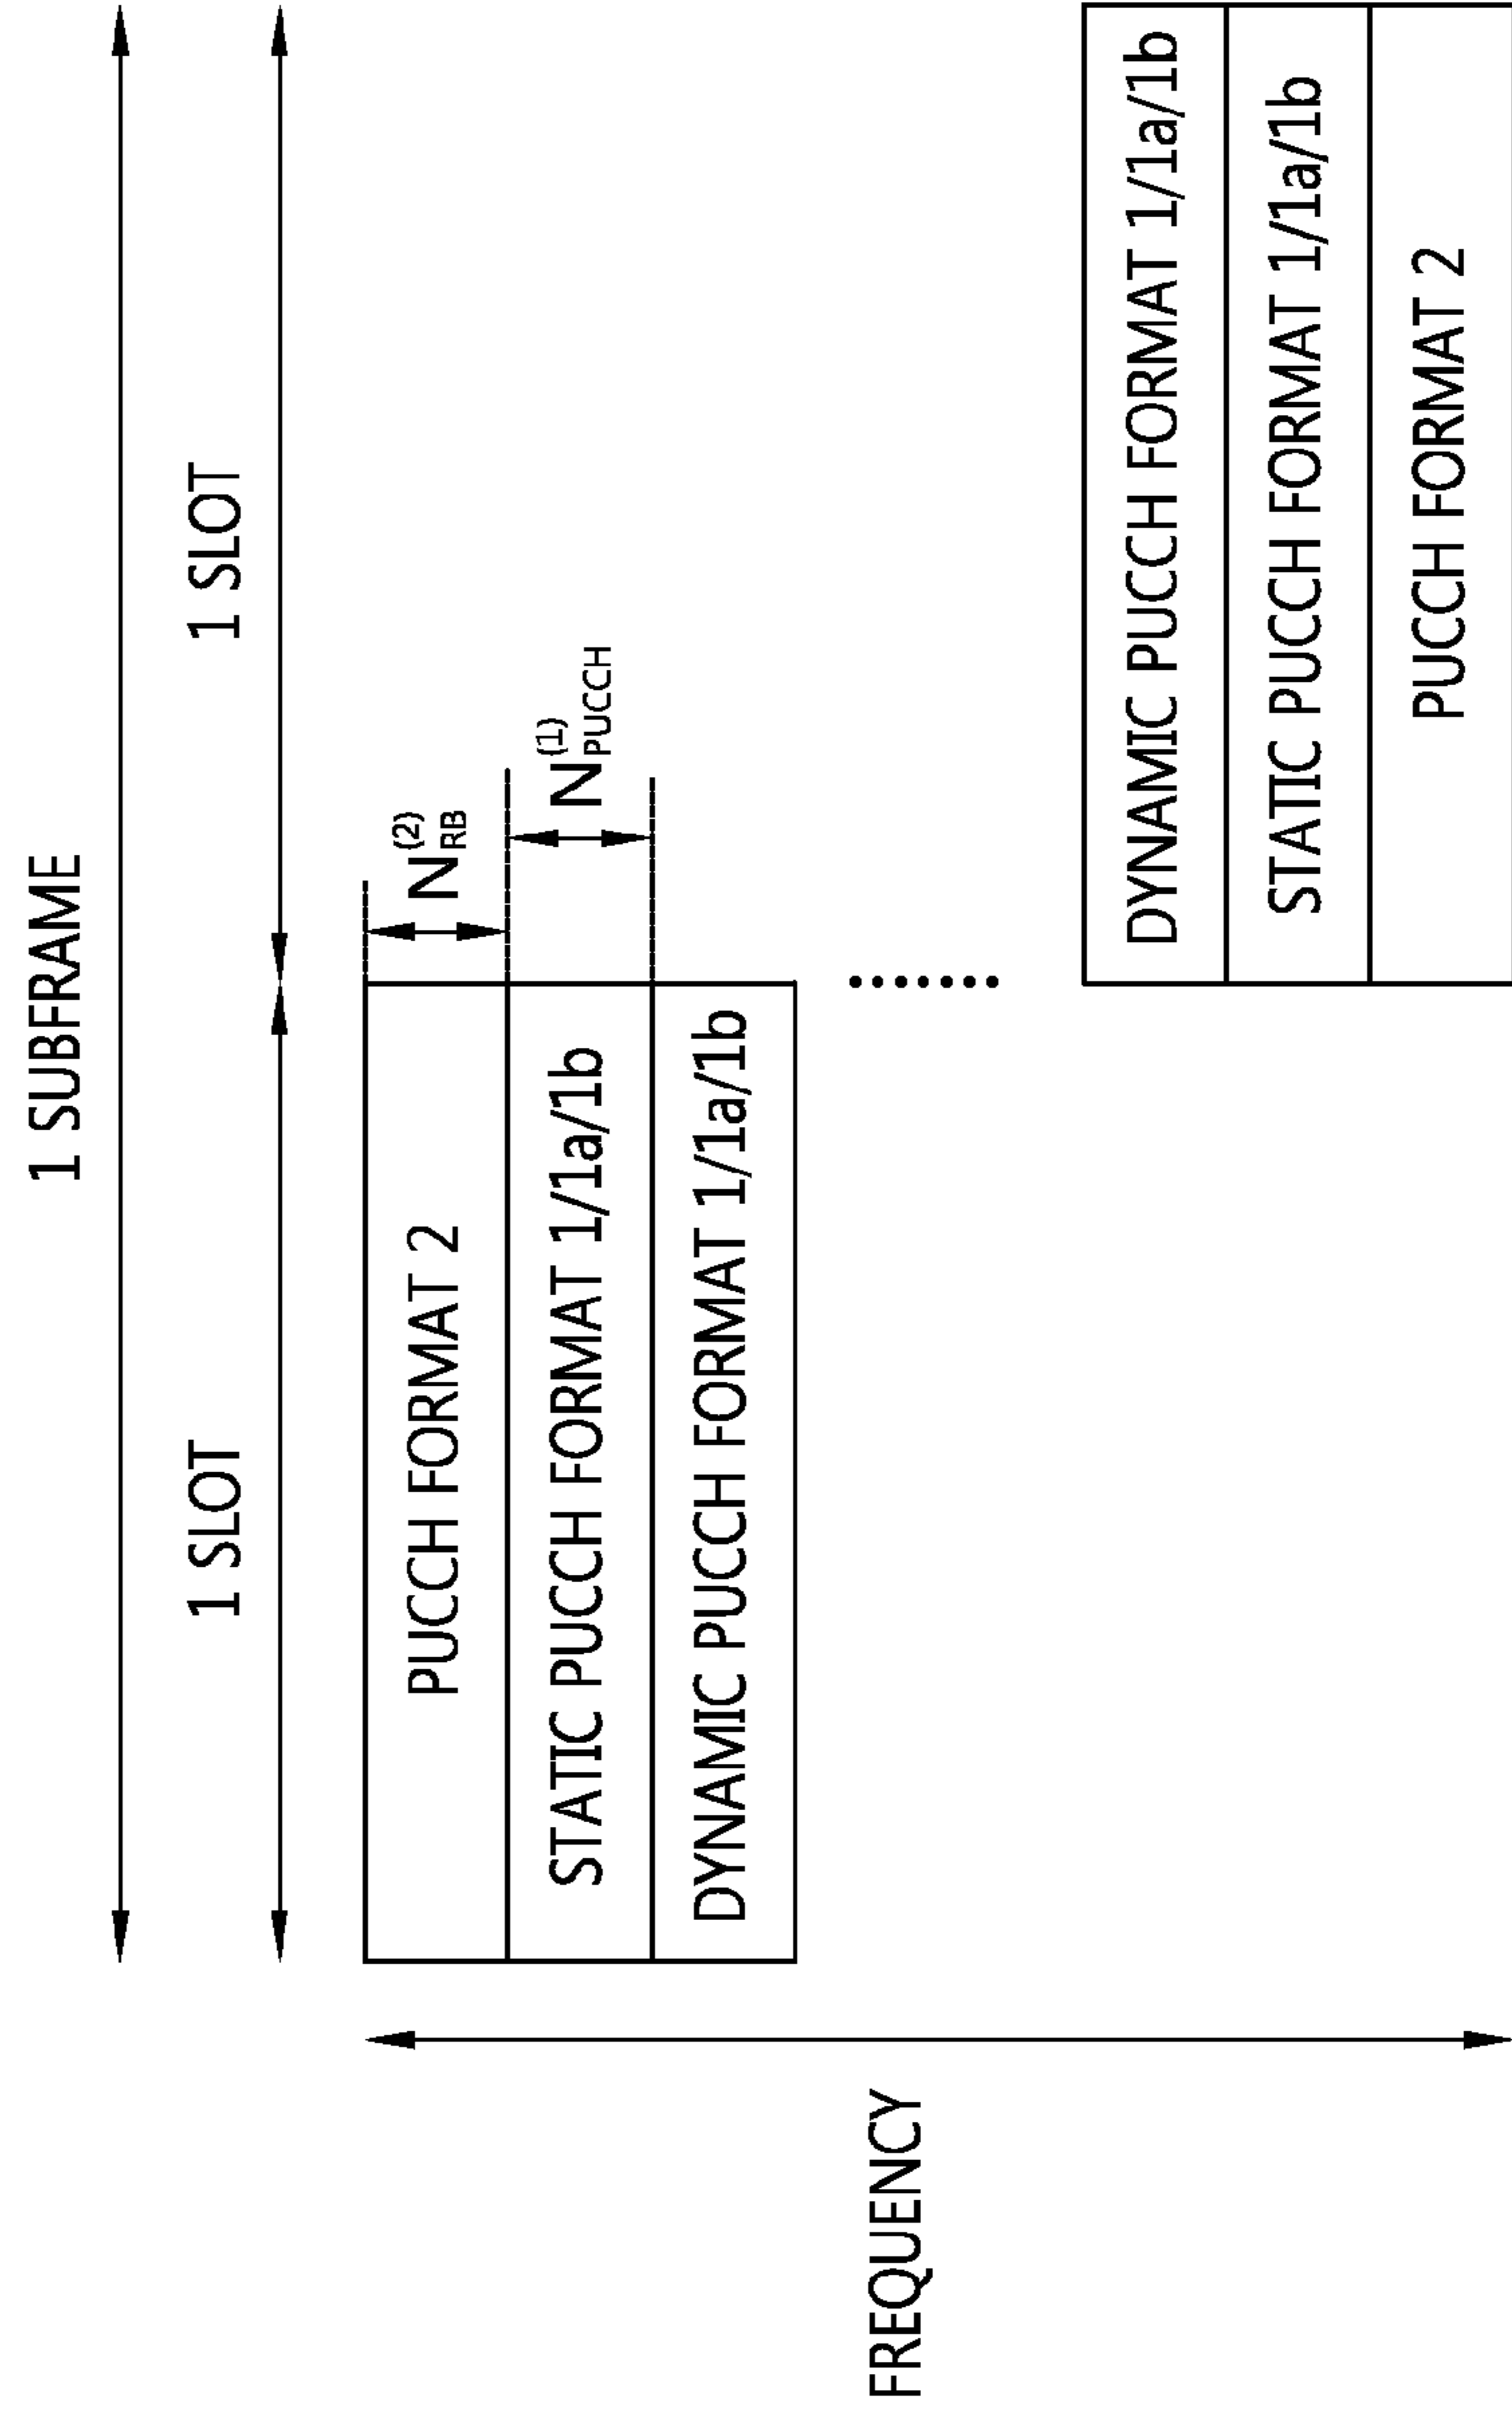 1 SUBFRAME
1 SLOT
1 SLOT
PUCCH FORMAT 2
N(2)RB
STATIC PUCCH FORMAT 1/1a/1b
N(1)PUCCH
DYNAMIC PUCCH FORMAT 1/1a/1b
FREQUENCY
DYNAMIC PUCCH FORMAT 1/1a/1b
STATIC PUCCH FORMAT 1/1a/1b
PUCCH FORMAT 2